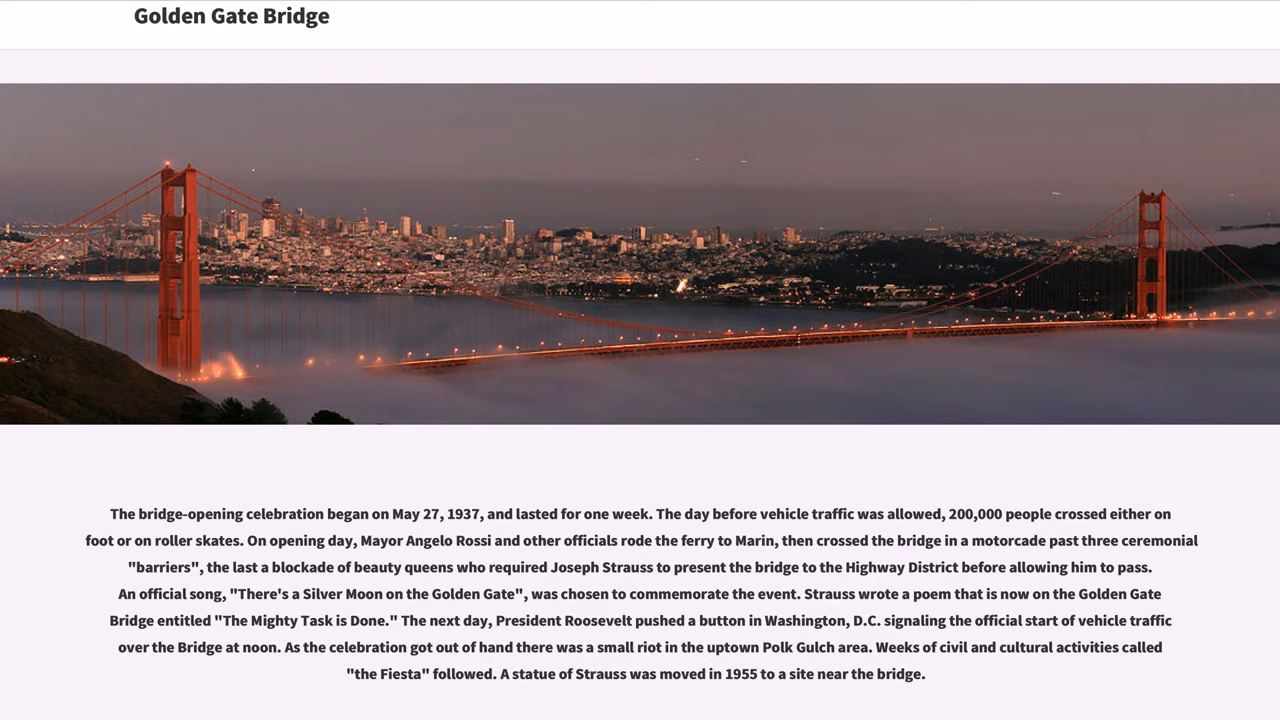 Golden Gate Bridge
The bridge-opening celebration began on May 27, 1937, and lasted for one week. The day before vehicle traffic was allowed, 200,000 people crossed either on
foot or on roller skates. On opening day, Mayor Angelo Rossi and other officials rode the ferry to Marin, then crossed the bridge in a motorcade past three ceremonial
"barriers", the last a blockade of beauty queens who required Joseph Strauss to present the bridge to the Highway District before allowing him to pass.
An official song, "There's a Silver Moon on the Golden Gate", was chosen to commemorate the event. Strauss wrote a poem that is now on the Golden Gate
Bridge entitled "The Mighty Task is Done." The next day, President Roosevelt pushed a button in Washington, D.C. signaling the official start of vehicle traffic
over the Bridge at noon. As the celebration got out of hand there was a small riot in the uptown Polk Gulch area. Weeks of civil and cultural activities called
"the Fiesta" followed. A statue of Strauss was moved in 1955 to a site near the bridge.